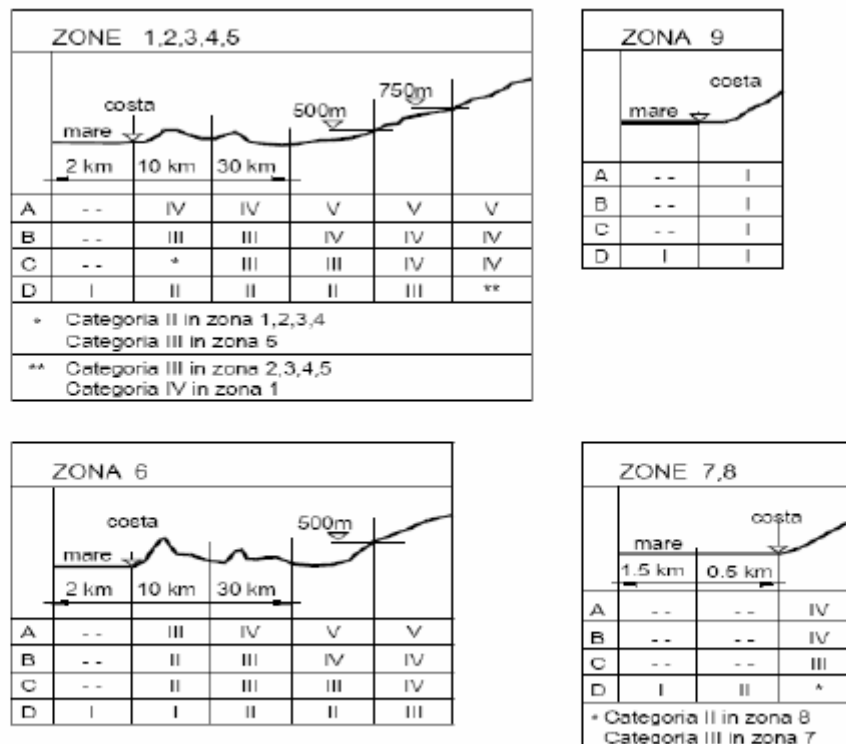 ZONE 1,2,3,4,5
costa
mare
500m
750m
2 km 10 km 30 km
A -- IV IV V V V
B -- III III IV IV IV
C -- * III III IV IV
D I II II II III **
* Categoria II in zona 1,2,3,4
Categoria III in zona 5
** Categoria III in zona 2,3,4,5
Categoria IV in zona 1
ZONA 9
costa
mare
A -- I
B -- I
C -- I
D I I
ZONA 6
costa
500m
mare
2 km 10 km 30 km
A -- III IV V V
B -- II III IV IV
C -- II III III IV
D I I II II III
ZONE 7,8
costa
mare
1.5 km 0.5 km
A -- -- IV
B -- -- IV
C -- -- III
D I II *
* Categoria II in zona 8
Categoria III in zona 7